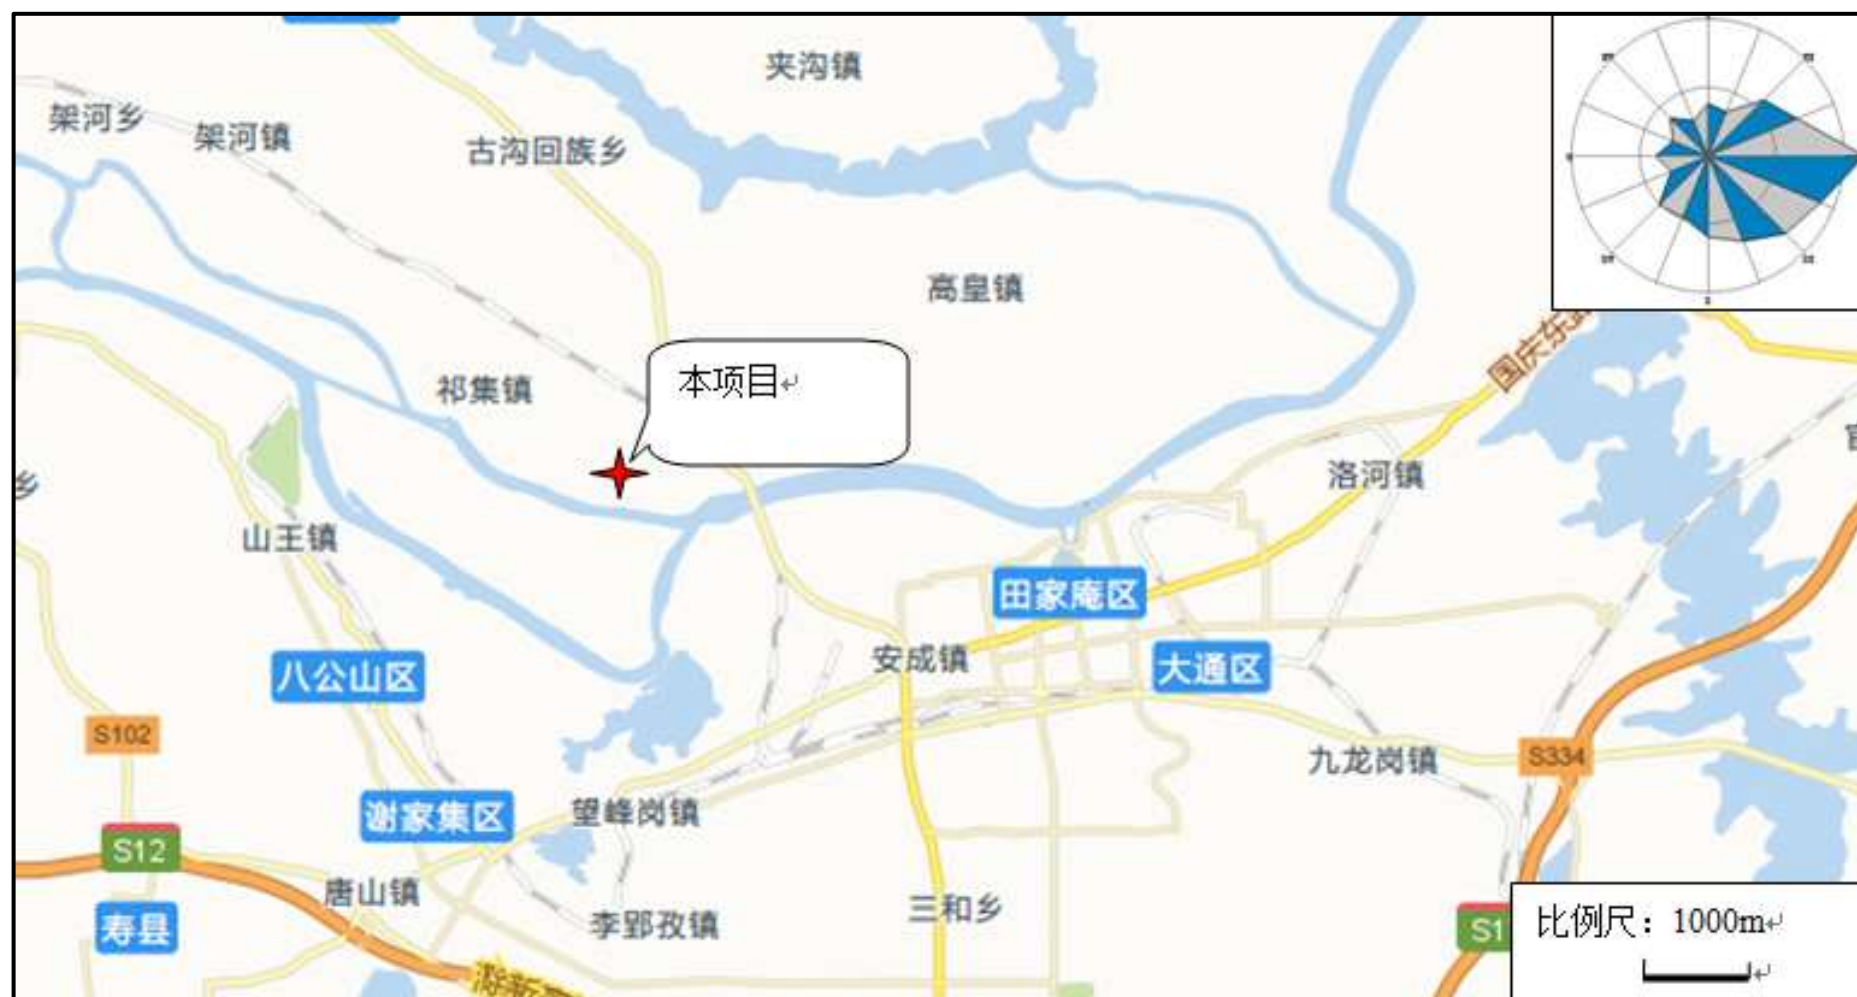 夹沟镇
架河乡
架河镇
古沟回族乡
高皇镇
国庆东路
本项目
祁集镇
洛河镇
乡
山王镇
田家庵区
安成镇
大通区
八公山区
S102
九龙岗镇
S334
谢家集区
望峰岗镇
S12
唐山镇
寿县
李郢孜镇
三和乡
S1
比例尺：1000m